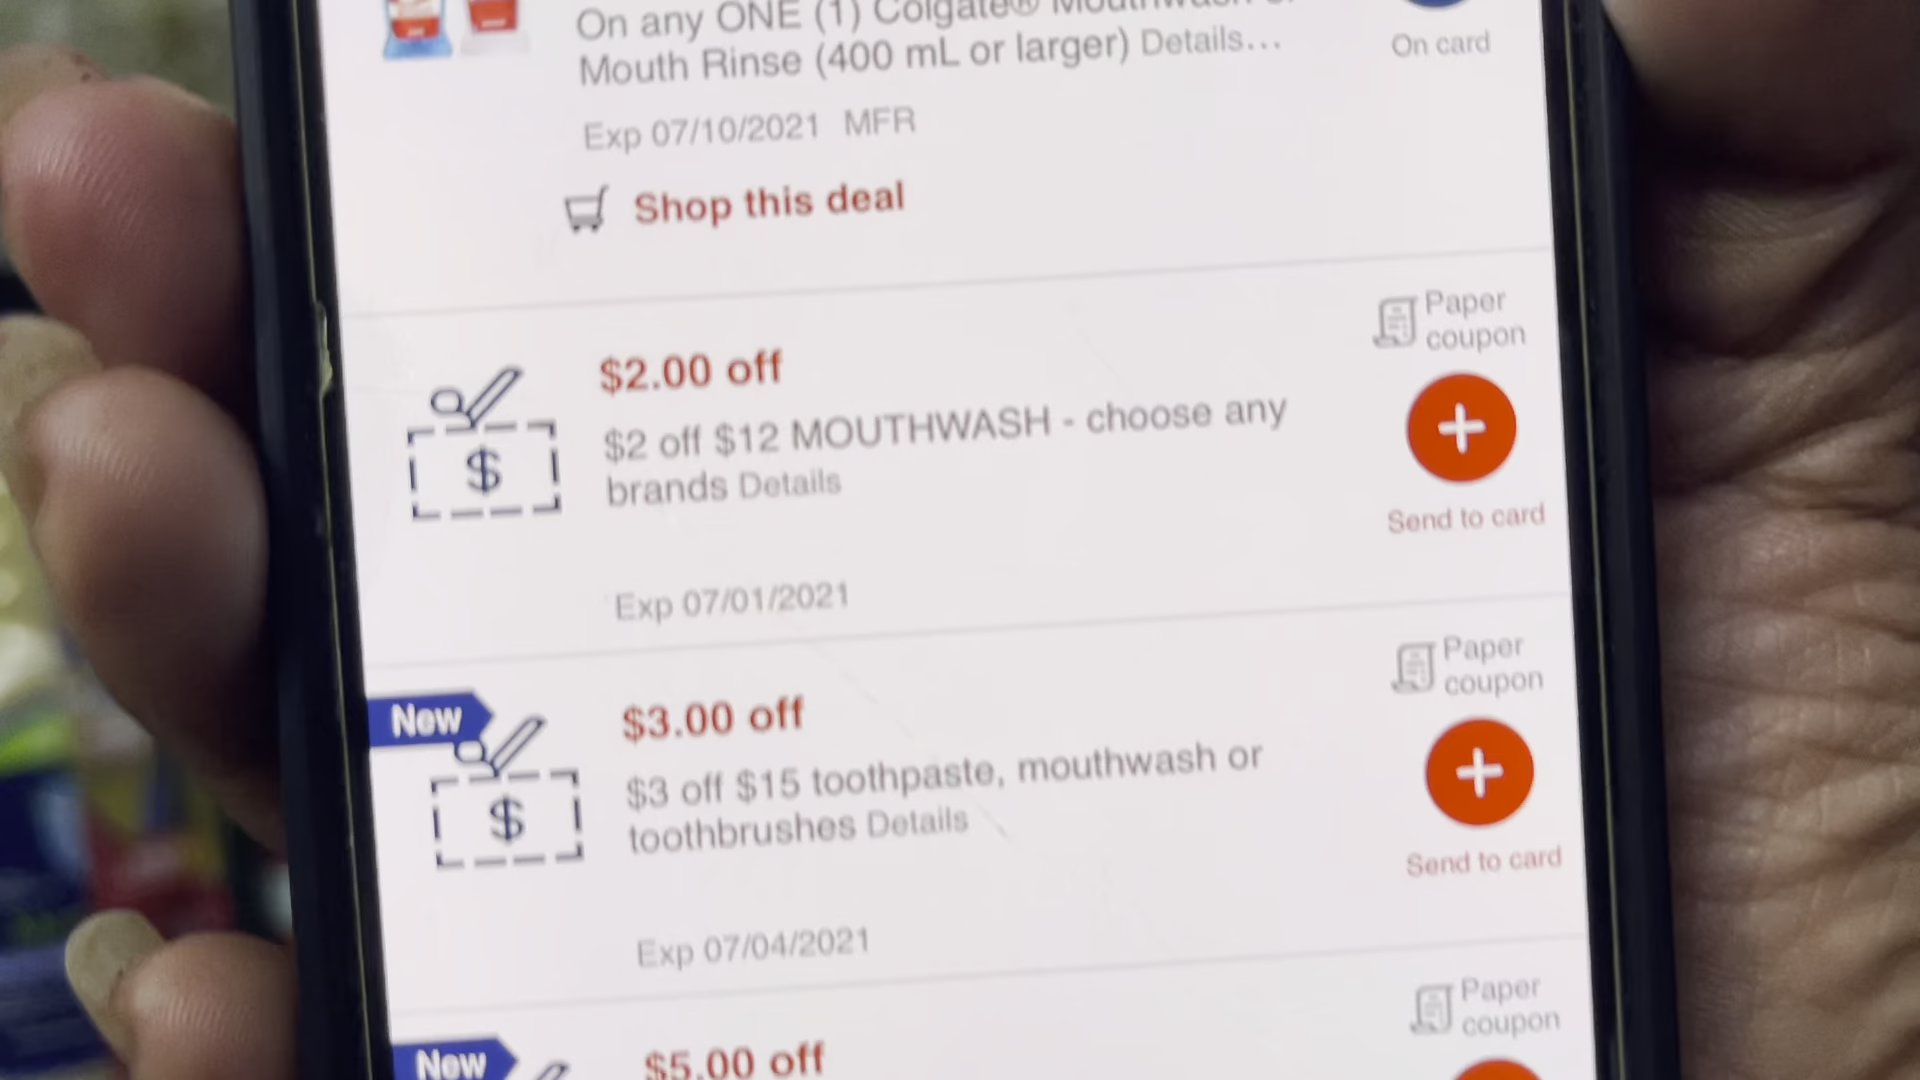 On any ONE (1) Colgate® Mouthwash or
Mouth Rinse (400 mL or larger) Details...
On card
Exp 07/10/2021 MFR
Shop this deal
Paper
coupon
$2.00 off
$2 off $12 MOUTHWASH - choose any
brands Details
$
Send to card
Exp 07/01/2021
Paper
coupon
New
$3.00 off
$3 off $15 toothpaste, mouthwash or
toothbrushes Details
$
Send to card
Exp 07/04/2021
Paper
coupon
New
$5.00 off